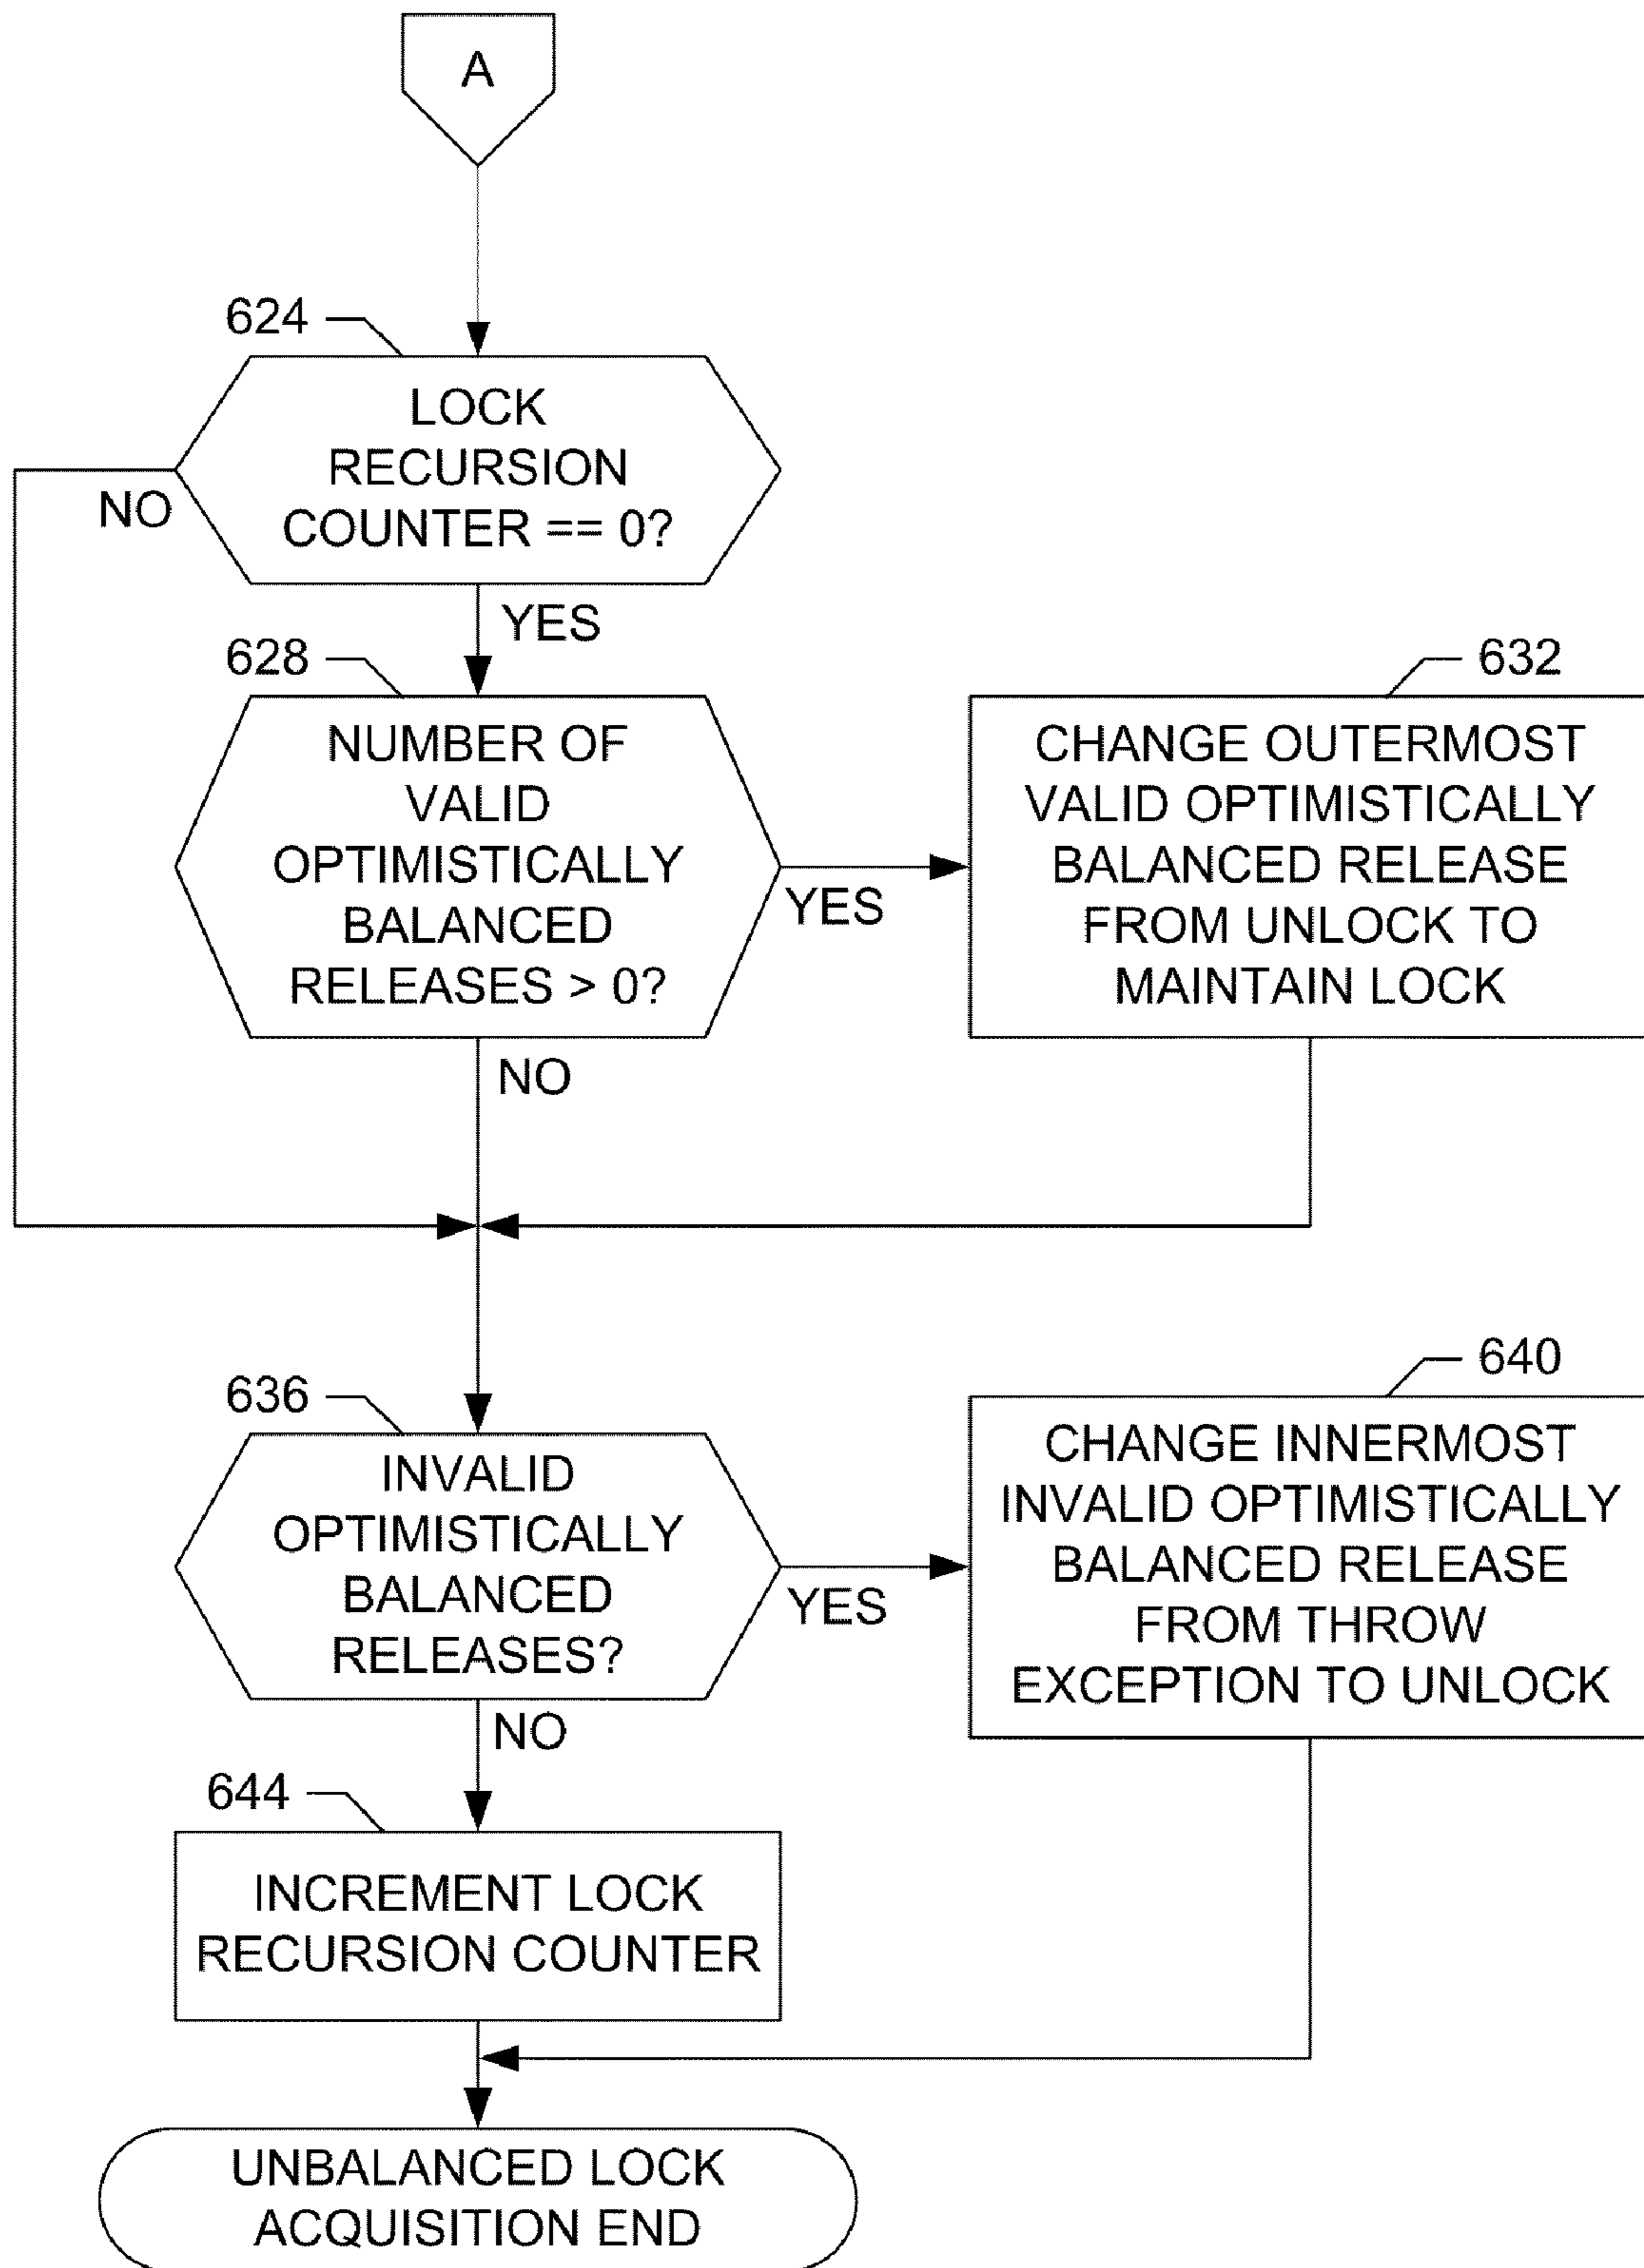 A
624
LOCK
RECURSION
COUNTER == 0?
NO
YES
628
NUMBER OF
VALID
OPTIMISTICALLY
BALANCED
RELEASES > 0?
YES
NO
632
CHANGE OUTERMOST
VALID OPTIMISTICALLY
BALANCED RELEASE
FROM UNLOCK TO
MAINTAIN LOCK
636
INVALID
OPTIMISTICALLY
BALANCED
RELEASES?
YES
NO
640
CHANGE INNERMOST
INVALID OPTIMISTICALLY
BALANCED RELEASE
FROM THROW
EXCEPTION TO UNLOCK
644
INCREMENT LOCK
RECURSION COUNTER
UNBALANCED LOCK
ACQUISITION END